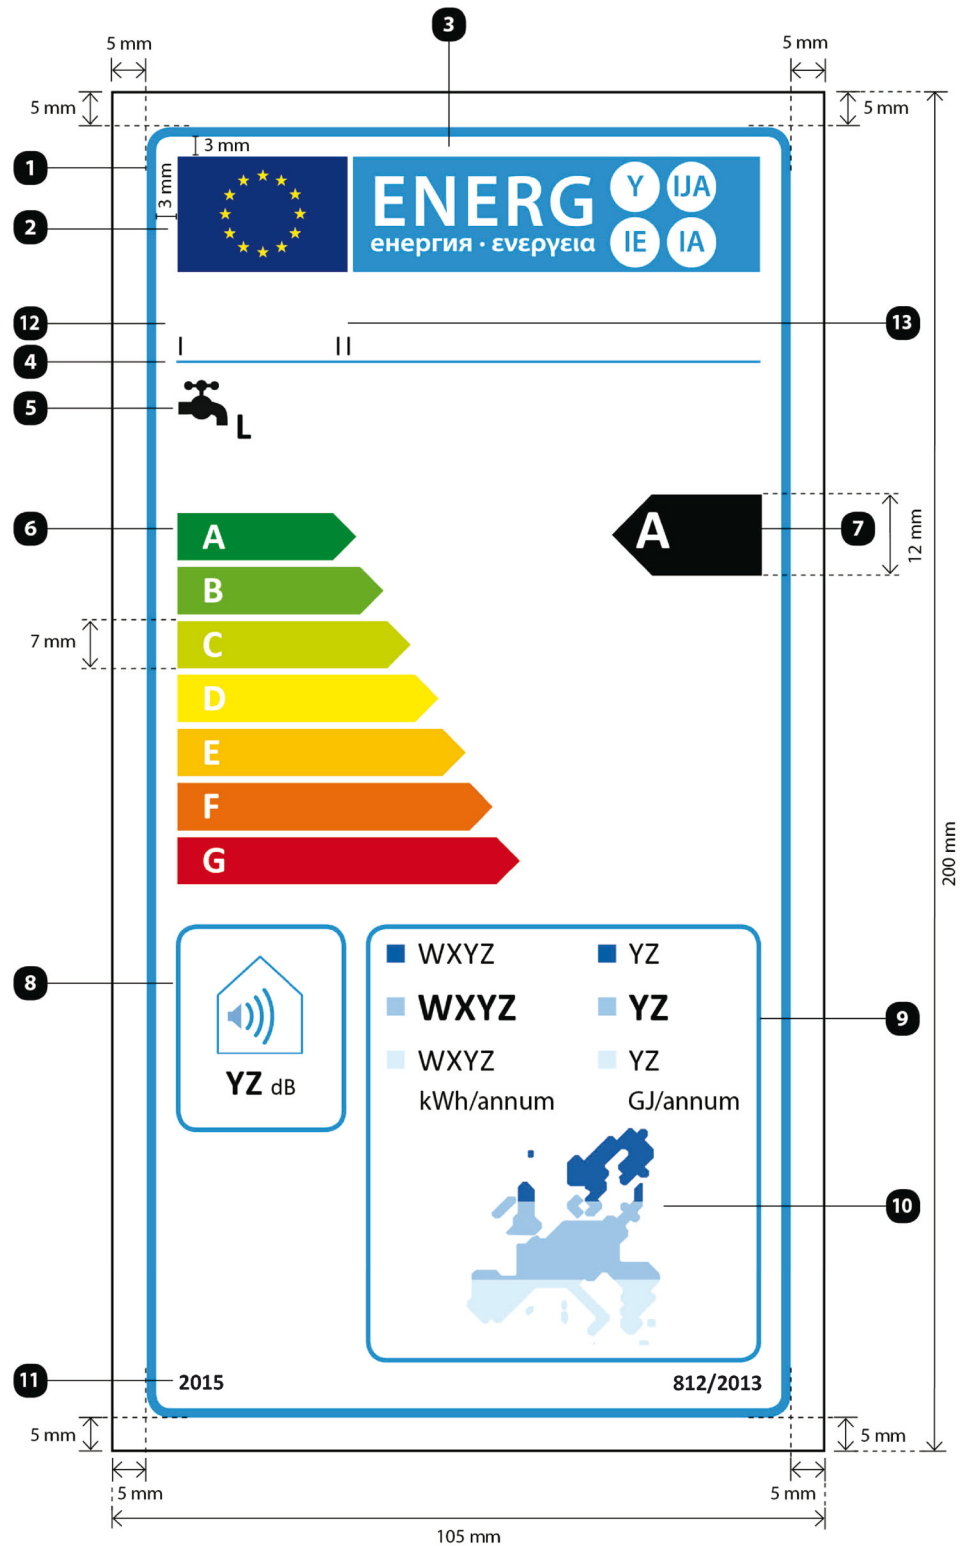 3
5 mm
5 mm
5 mm
5 mm
1
3 mm
3 mm
2
ENERG
енергия · ενεργεια
Y
IJA
IE
IA
12
13
I
II
4
5
L
6
A
A
7
12 mm
B
7 mm
C
D
E
F
G
200 mm
8
YZ dB
WXYZ
YZ
WXYZ
YZ
9
WXYZ
YZ
kWh/annum
GJ/annum
10
11
2015
812/2013
5 mm
5 mm
5 mm
5 mm
105 mm